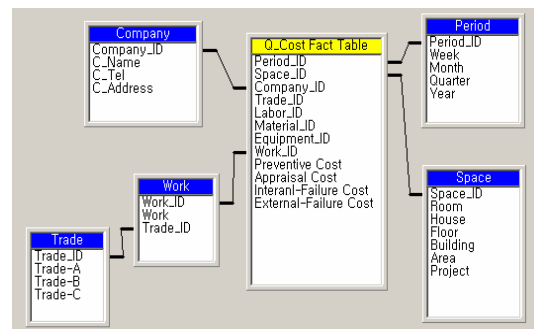 Company
Company_ID
C_Name
C_Tel
C_Address
Q_Cost Fact Table
Period_ID
Space_ID
Company_ID
Trade_ID
Labor_ID
Material_ID
Equipment_ID
Work_ID
Preventive Cost
Appraisal Cost
Interanl-Failure Cost
External-Failure Cost
Period
Period_ID
Week
Month
Quarter
Year
Work
Work_ID
Work
Trade_ID
Trade
Trade_ID
Trade-A
Trade-B
Trade-C
Space
Space_ID
Room
House
Floor
Building
Area
Project